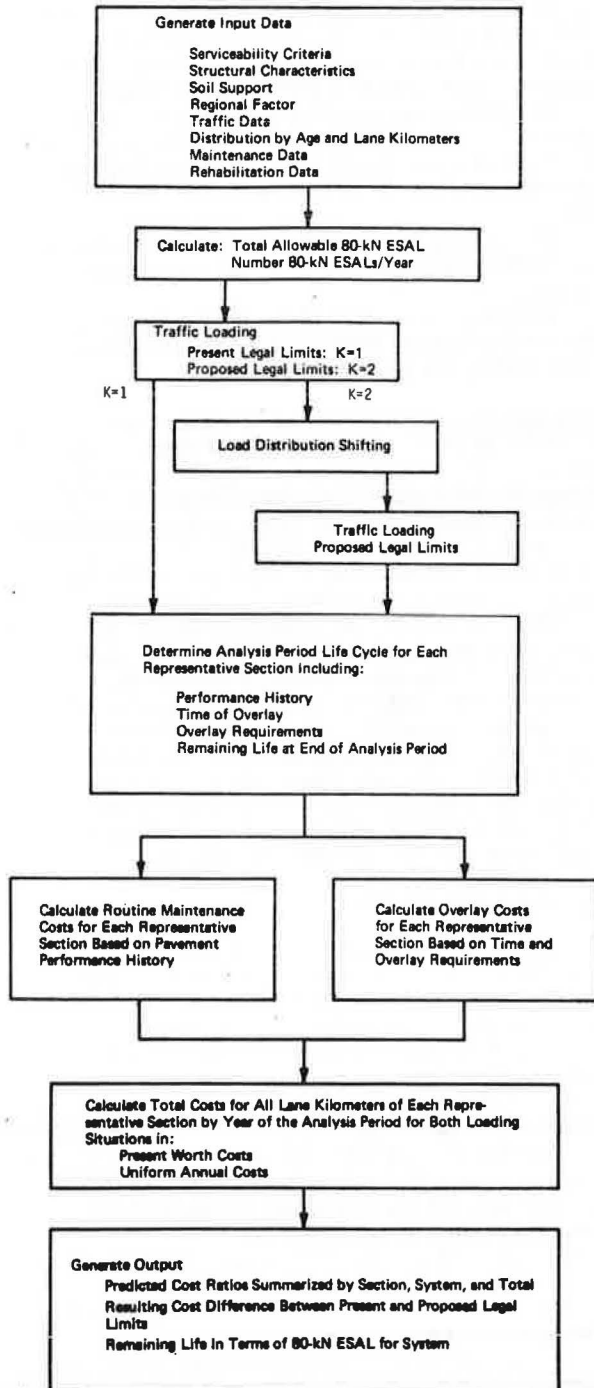 Generate Input Data
Serviceability Criteria
Structural Characteristics
Soil Support
Regional Factor
Traffic Data
Distribution by Age and Lane Kilometers
Maintenance Data
Rehabilitation Data
Calculate: Total Allowable 80-kN ESAL
Number 80-kN ESALs/Year
Traffic Loading
Present Legal Limits: K=1
Proposed Legal Limits: K=2
K=1
K=2
Load Distribution Shifting
Traffic Loading
Proposed Legal Limits
Determine Analysis Period Life Cycle for Each
Representative Section Including:
Performance History
Time of Overlay
Overlay Requirements
Remaining Life at End of Analysis Period
Calculate Routine Maintenance
Costs for Each Representative
Section Based on Pavement
Performance History
Calculate Overlay Costs
for Each Representative
Section Based on Time and
Overlay Requirements
Calculate Total Costs for All Lane Kilometers of Each Repre-
sentative Section by Year of the Analysis Period for Both Loading
Situations in:
Present Worth Costs
Uniform Annual Costs
Generate Output
Predicted Cost Ratios Summarized by Section, System, and Total
Resulting Cost Difference Between Present and Proposed Legal
Limits
Remaining Life in Terms of 80-kN ESAL for System